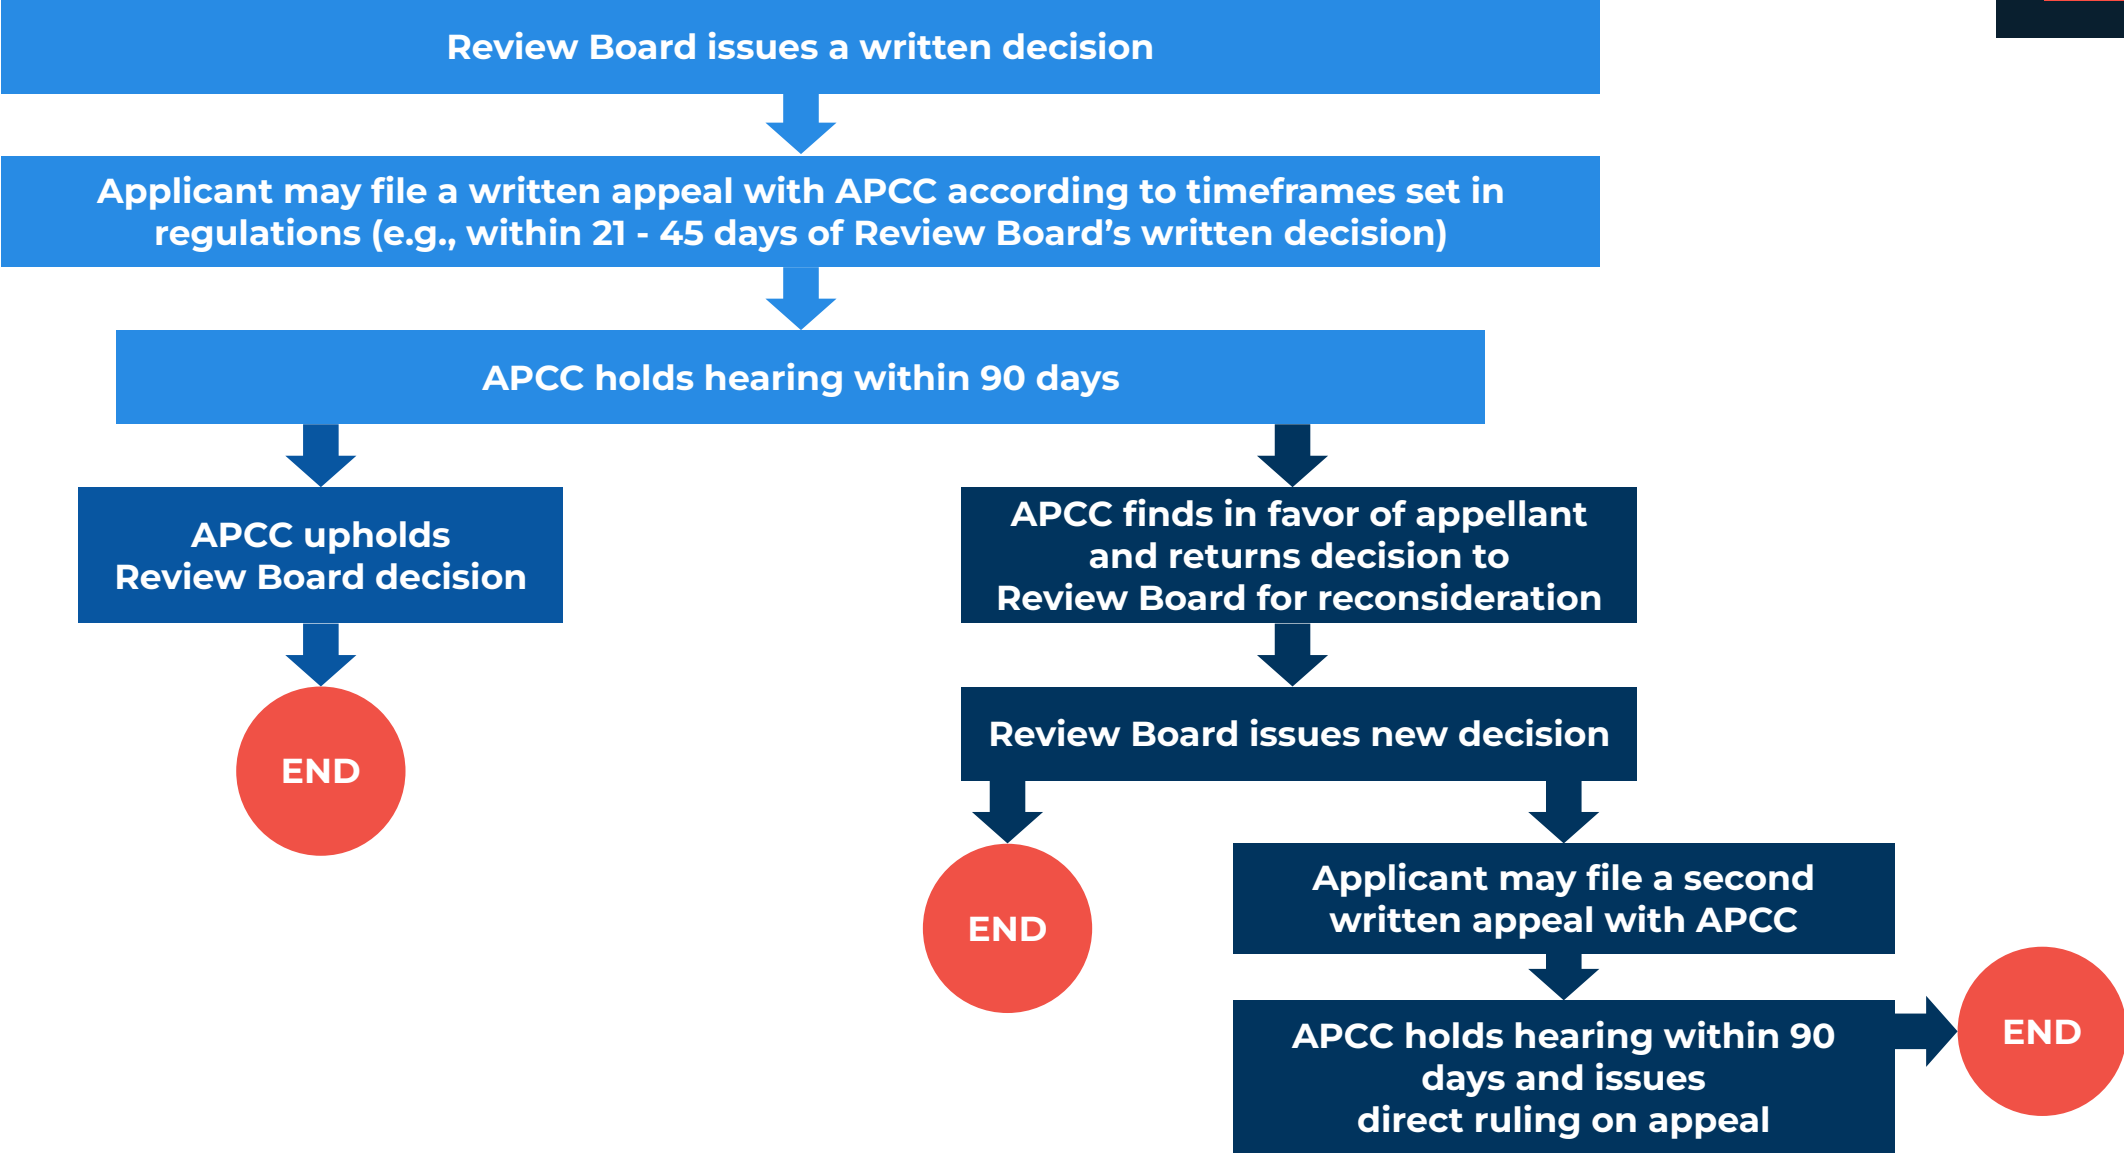 Review Board issues a written decision
Applicant may file a written appeal with APCC according to timeframes set in
regulations (e.g., within 21 - 45 days of Review Board’s written decision)
APCC holds hearing within 90 days
APCC upholds
Review Board decision
END
APCC finds in favor of appellant
and returns decision to
Review Board for reconsideration
Review Board issues new decision
END
Applicant may file a second
written appeal with APCC
APCC holds hearing within 90
days and issues
direct ruling on appeal
END